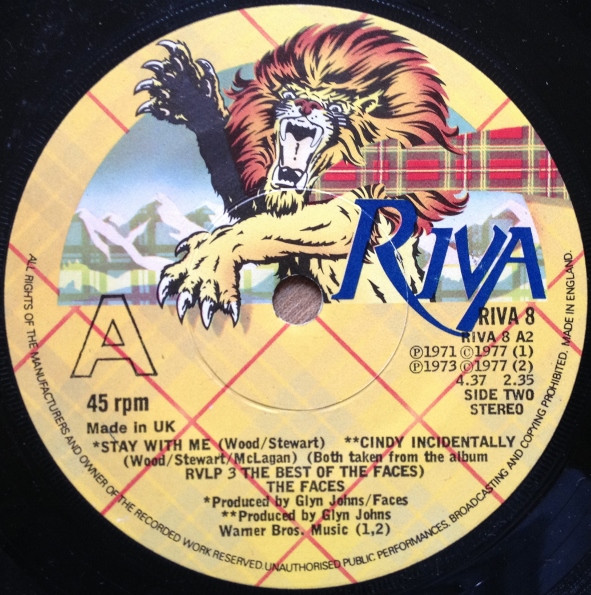 RIVA
A
RIVA 8
RiVA 8 A2
Ⓟ1971 ©1977 (1)
Ⓟ1973 ©1977 (2)
4.37 2.35
SIDE TWO
STEREO
45 rpm
Made in UK
*STAY WITH ME (Wood/Stewart) **CINDY INCIDENTALLY
(Wood/Stewart/McLagan) (Both taken from the album
RVLP 3 THE BEST OF THE FACES)
THE FACES
*Produced by Glyn Johns/Faces
**Produced by Glyn Johns
Warner Bros. Music (1,2)
ALL RIGHTS OF THE MANUFACTURERS AND OWNER OF THE RECORDED WORK RESERVED. UNAUTHORISED PUBLIC PERFORMANCES, BROADCASTING AND COPYING PROHIBITED, MADE IN ENGLAND.